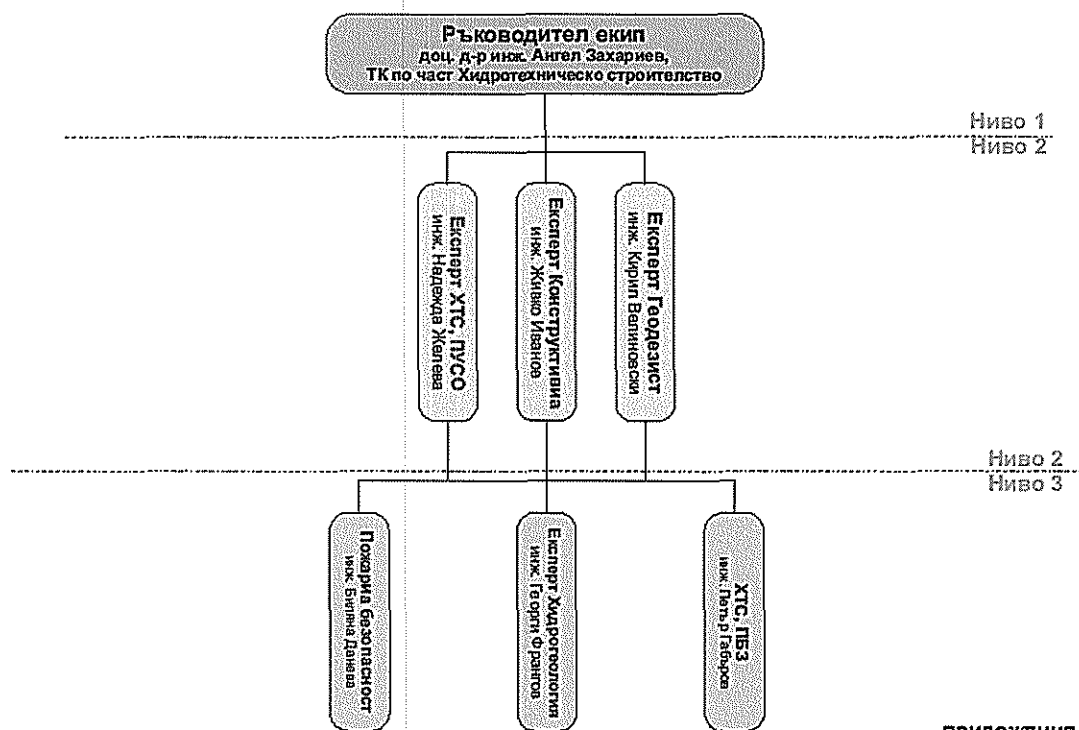 Ръководител екип
доц. д-р инж. Ангел Захариев,
ТК по част Хидротехническо строителство
Ниво 1
Ниво 2
Експерт ХТС, ПУСО
инж. Надежда Желева
Експерт Конструктивна
инж. Живко Иванов
Експерт Геодезист
инж. Кирил Велиновски
Ниво 2
Ниво 3
Пожарна безопасност
инж. Биляна Данева
Експерт Хидрогеология
инж. Георги Франгов
ХТС, ПБЗ
инж. Петър Габъров